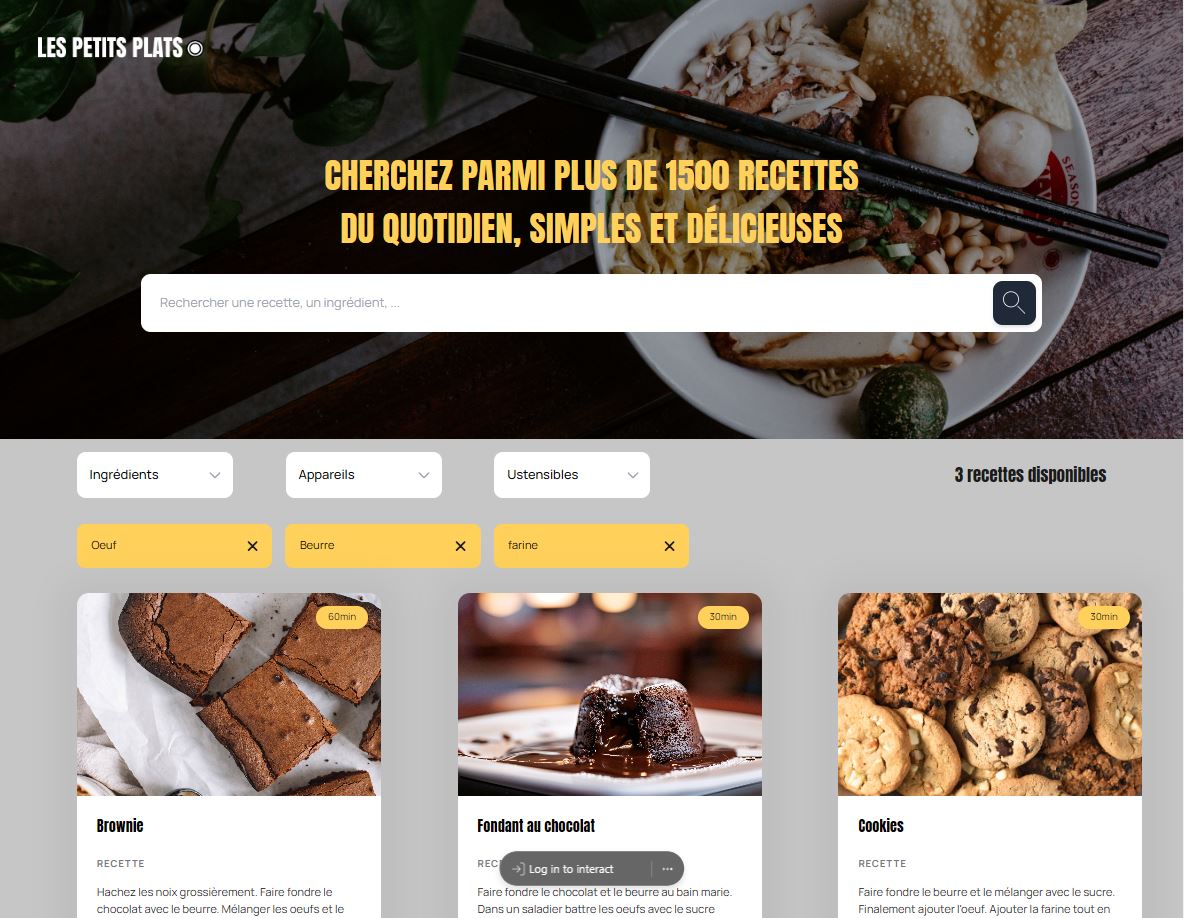 LES PETITS PLATS
CHERCHEZ PARMI PLUS DE 1500 RECETTES
DU QUOTIDIEN, SIMPLES ET DÉLICIEUSES
Rechercher une recette, un ingrédient, ...
Ingrédients
Appareils
Ustensibles
3 recettes disponibles
Oeuf
Beurre
farine
60min
30min
30min
Brownie
Fondant au chocolat
Cookies
RECETTE
RECETTE
Log in to interact
Hachez les noix grossièrement. Faire fondre le
chocolat avec le beurre. Mélanger les oeufs et le
Faire fondre le chocolat et le beurre au bain marie.
Dans un saladier battre les oeufs avec le sucre
Faire fondre le beurre et le mélanger avec le sucre.
Finalement ajouter l'oeuf. Ajouter la farine tout en